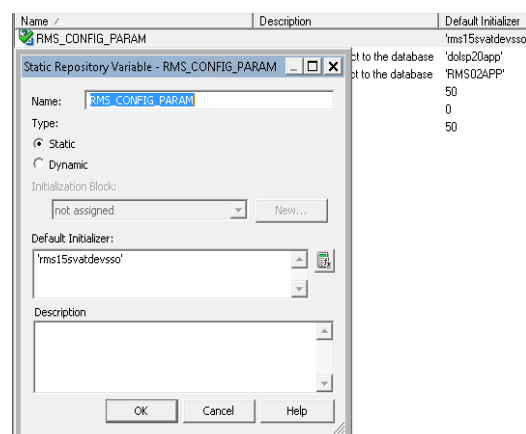 Name Description Default Initializer
RMS_CONFIG_PARAM 'rms15svatdevsso
Static Repository Variable - RMS_CONFIG_PARAM
ct to the database 'dolsp20app'
ct to the database 'RMS02APP'
50
0
50
Name: RMS_CONFIG_PARAM
Type:
Static
Dynamic
Initialization Block:
not assigned New...
Default Initializer:
'rms15svatdevsso'
Description
OK Cancel Help